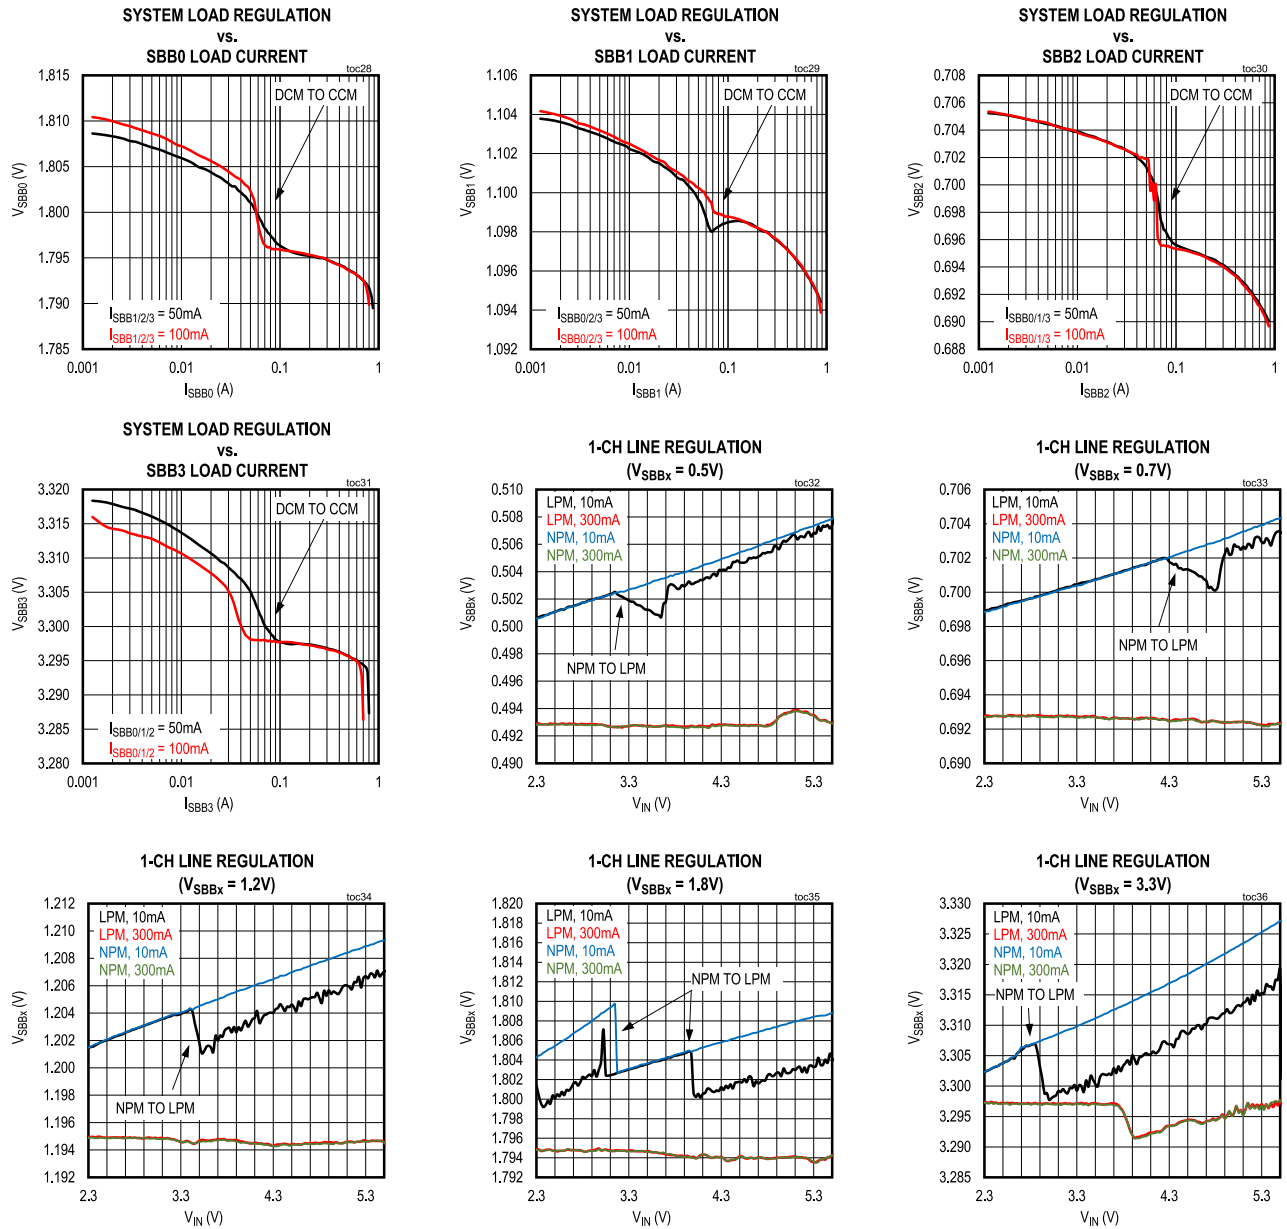 SYSTEM LOAD REGULATION
vs.
SBB0 LOAD CURRENT
toc28
1.815
1.810
1.805
1.800
1.795
1.790
1.785
VSBB0 (V)
DCM TO CCM
ISBB1/2/3 = 50mA
ISBB1/2/3 = 100mA
0.001 0.01 0.1 1
ISBB0 (A)
SYSTEM LOAD REGULATION
vs.
SBB1 LOAD CURRENT
toc29
1.106
1.104
1.102
1.100
1.098
1.096
1.094
1.092
VSBB1 (V)
DCM TO CCM
ISBB0/2/3 = 50mA
ISBB0/2/3 = 100mA
0.001 0.01 0.1 1
ISBB1 (A)
SYSTEM LOAD REGULATION
vs.
SBB2 LOAD CURRENT
toc30
0.708
0.706
0.704
0.702
0.700
0.698
0.696
0.694
0.692
0.690
0.688
VSBB2 (V)
DCM TO CCM
ISBB0/1/3 = 50mA
ISBB0/1/3 = 100mA
0.001 0.01 0.1 1
ISBB2 (A)
SYSTEM LOAD REGULATION
vs.
SBB3 LOAD CURRENT
toc31
3.320
3.315
3.310
3.305
3.300
3.295
3.290
3.285
3.280
VSBB3 (V)
DCM TO CCM
ISBB0/1/2 = 50mA
ISBB0/1/2 = 100mA
0.001 0.01 0.1 1
ISBB3 (A)
1-CH LINE REGULATION
(VSBBx = 0.5V)
toc32
0.510
0.508
0.506
0.504
0.502
0.500
0.498
0.496
0.494
0.492
0.490
VSBBx (V)
LPM, 10mA
LPM, 300mA
NPM, 10mA
NPM, 300mA
NPM TO LPM
2.3 3.3 4.3 5.3
VIN (V)
1-CH LINE REGULATION
(VSBBx = 0.7V)
toc33
0.706
0.704
0.702
0.700
0.698
0.696
0.694
0.692
0.690
VSBBx (V)
LPM, 10mA
LPM, 300mA
NPM, 10mA
NPM, 300mA
NPM TO LPM
2.3 3.3 4.3 5.3
VIN (V)
1-CH LINE REGULATION
(VSBBx = 1.2V)
toc34
1.212
1.210
1.208
1.206
1.204
1.202
1.200
1.198
1.196
1.194
1.192
VSBBx (V)
LPM, 10mA
LPM, 300mA
NPM, 10mA
NPM, 300mA
NPM TO LPM
2.3 3.3 4.3 5.3
VIN (V)
1-CH LINE REGULATION
(VSBBx = 1.8V)
toc35
1.820
1.818
1.816
1.814
1.812
1.810
1.808
1.806
1.804
1.802
1.800
1.798
1.796
1.794
1.792
VSBBx (V)
LPM, 10mA
LPM, 300mA
NPM, 10mA
NPM, 300mA
NPM TO LPM
2.3 3.3 4.3 5.3
VIN (V)
1-CH LINE REGULATION
(VSBBx = 3.3V)
toc36
3.330
3.325
3.320
3.315
3.310
3.305
3.300
3.295
3.290
3.285
VSBBx (V)
LPM, 10mA
LPM, 300mA
NPM, 10mA
NPM, 300mA
NPM TO LPM
2.3 3.3 4.3 5.3
VIN (V)